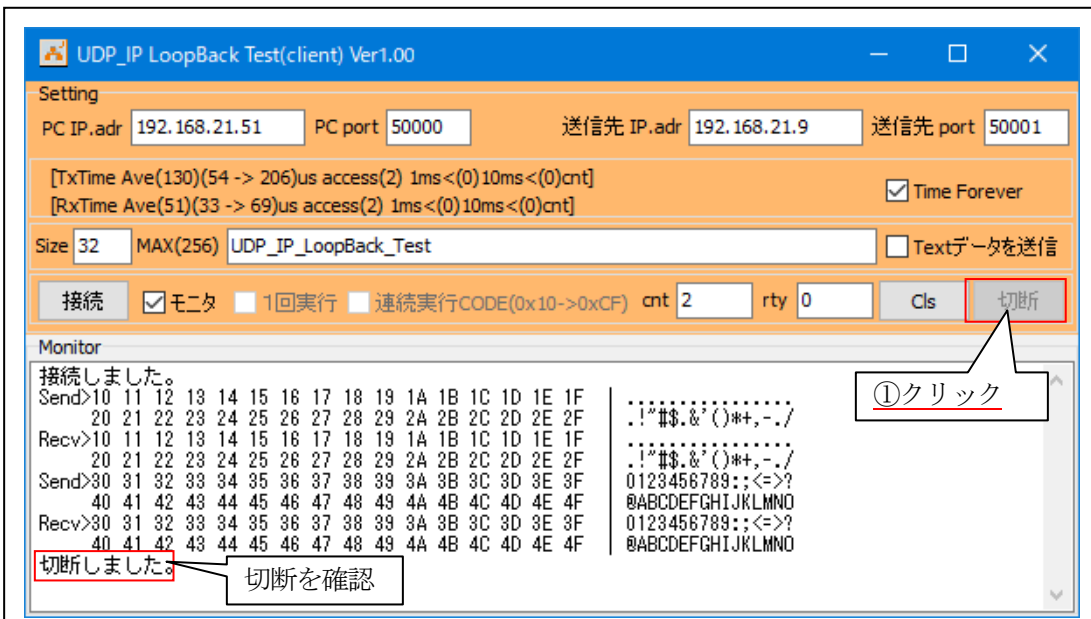 UDP_IP LoopBack Test(client) Ver1.00
Setting
PC IP.adr 192.168.21.51 PC port 50000 送信先 IP.adr 192.168.21.9 送信先 port 50001
[TxTime Ave(130)(54 -> 206)us access(2) 1ms<(0)10ms<(0)cnt]
[RxTime Ave(51)(33 -> 69)us access(2) 1ms<(0)10ms<(0)cnt]
Time Forever
Size 32 MAX(256) UDP_IP_LoopBack_Test Textデータを送信
接続 モニタ 1回実行 連続実行CODE(0x10->0xCF) cnt 2 rty 0 Cls 切断
Monitor
接続しました。
Send>10 11 12 13 14 15 16 17 18 19 1A 1B 1C 1D 1E 1F | ................
20 21 22 23 24 25 26 27 28 29 2A 2B 2C 2D 2E 2F | .!"#$.&'()*+,-./
Recv>10 11 12 13 14 15 16 17 18 19 1A 1B 1C 1D 1E 1F | ................
20 21 22 23 24 25 26 27 28 29 2A 2B 2C 2D 2E 2F | .!"#$.&'()*+,-./
Send>30 31 32 33 34 35 36 37 38 39 3A 3B 3C 3D 3E 3F | 0123456789:;<=>?
40 41 42 43 44 45 46 47 48 49 4A 4B 4C 4D 4E 4F | @ABCDEFGHIJKLMNO
Recv>30 31 32 33 34 35 36 37 38 39 3A 3B 3C 3D 3E 3F | 0123456789:;<=>?
40 41 42 43 44 45 46 47 48 49 4A 4B 4C 4D 4E 4F | @ABCDEFGHIJKLMNO
切断しました。
①クリック
切断を確認